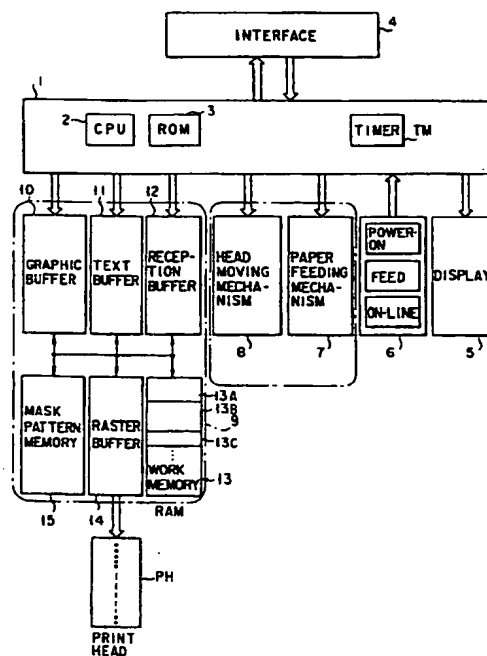 4
INTERFACE
1
2
CPU
3
ROM
TIMER
TM
10
11
12
GRAPHIC
BUFFER
TEXT
BUFFER
RECEP-
TION
BUFFER
HEAD
MOVING
MECHA-
NISM
PAPER
FEEDING
MECHA-
NISM
POWER-
ON
FEED
ON-LINE
DISPLAY
8
7
6
5
MASK
PATTERN
MEMORY
RASTER
BUFFER
13A
13B
9
13C
WORK
MEMORY
13
15
14
RAM
PH
PRINT
HEAD